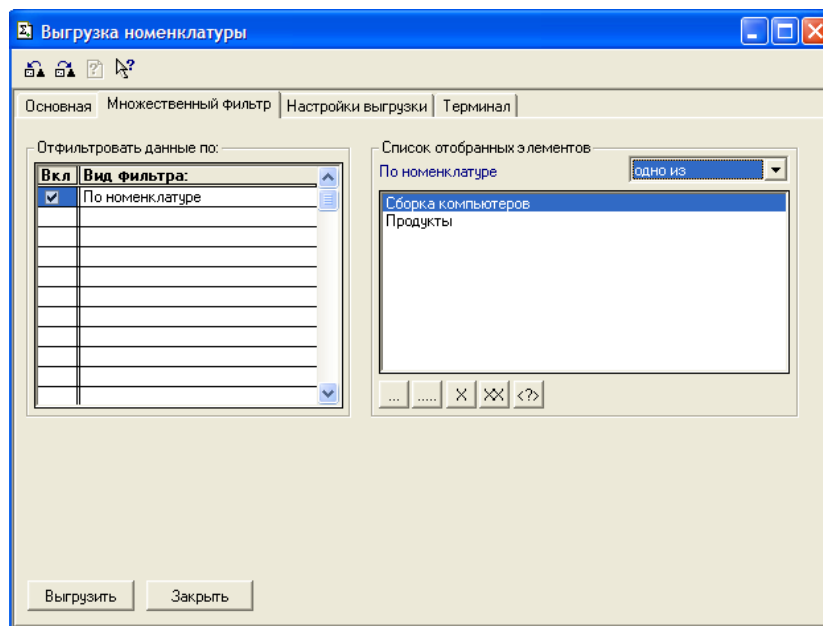 Выгрузка номенклатуры
Основная Множественный фильтр Настройки выгрузки Терминал
Отфильтровать данные по:
Вкл Вид фильтра:
По номенклатуре
Список отобранных элементов
По номенклатуре одно из
Сборка компьютеров
Продукты
... ..... X XX <?>
Выгрузить Закрыть